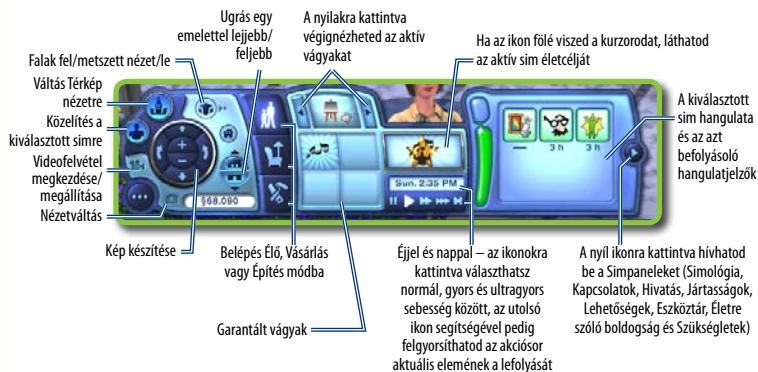 Ugrás egy
emelettel lejjebb/
feljebb
A nyilakra kattintva
végignézheted az aktív
vágyakat
Ha az ikon fölé viszed a kurzorodat, láthatod
az aktív sim életcélját
Falak fel/metszett nézet/le
Váltás Térkép
nézetre
Közelítés a
kiválasztott simre
Videofelvétel
megkezdése/
megállítása
Nézetváltás
A kiválasztott
sim hangulata
és az azt
befolyásoló
hangulatjelzők
3 h
3 h
Sun. 2:35 PM
§68.090
Kép készítése
Belépés Élő, Vásárlás
vagy Építés módba
Garantált vágyak
Éjjel és nappal – az ikonokra
kattintva választhatsz
normál, gyors és ultragyors
sebesség között, az utolsó
ikon segítségével pedig
felgyorsíthatod az akciósor
aktuális elemének a lefolyását
A nyíl ikonra kattintva hívhatod
be a Simpaneleket (Simológia,
Kapcsolatok, Hivatás, Jártasságok,
Lehetőségek, Eszköztár, Életre
szóló boldogság és Szükségletek)